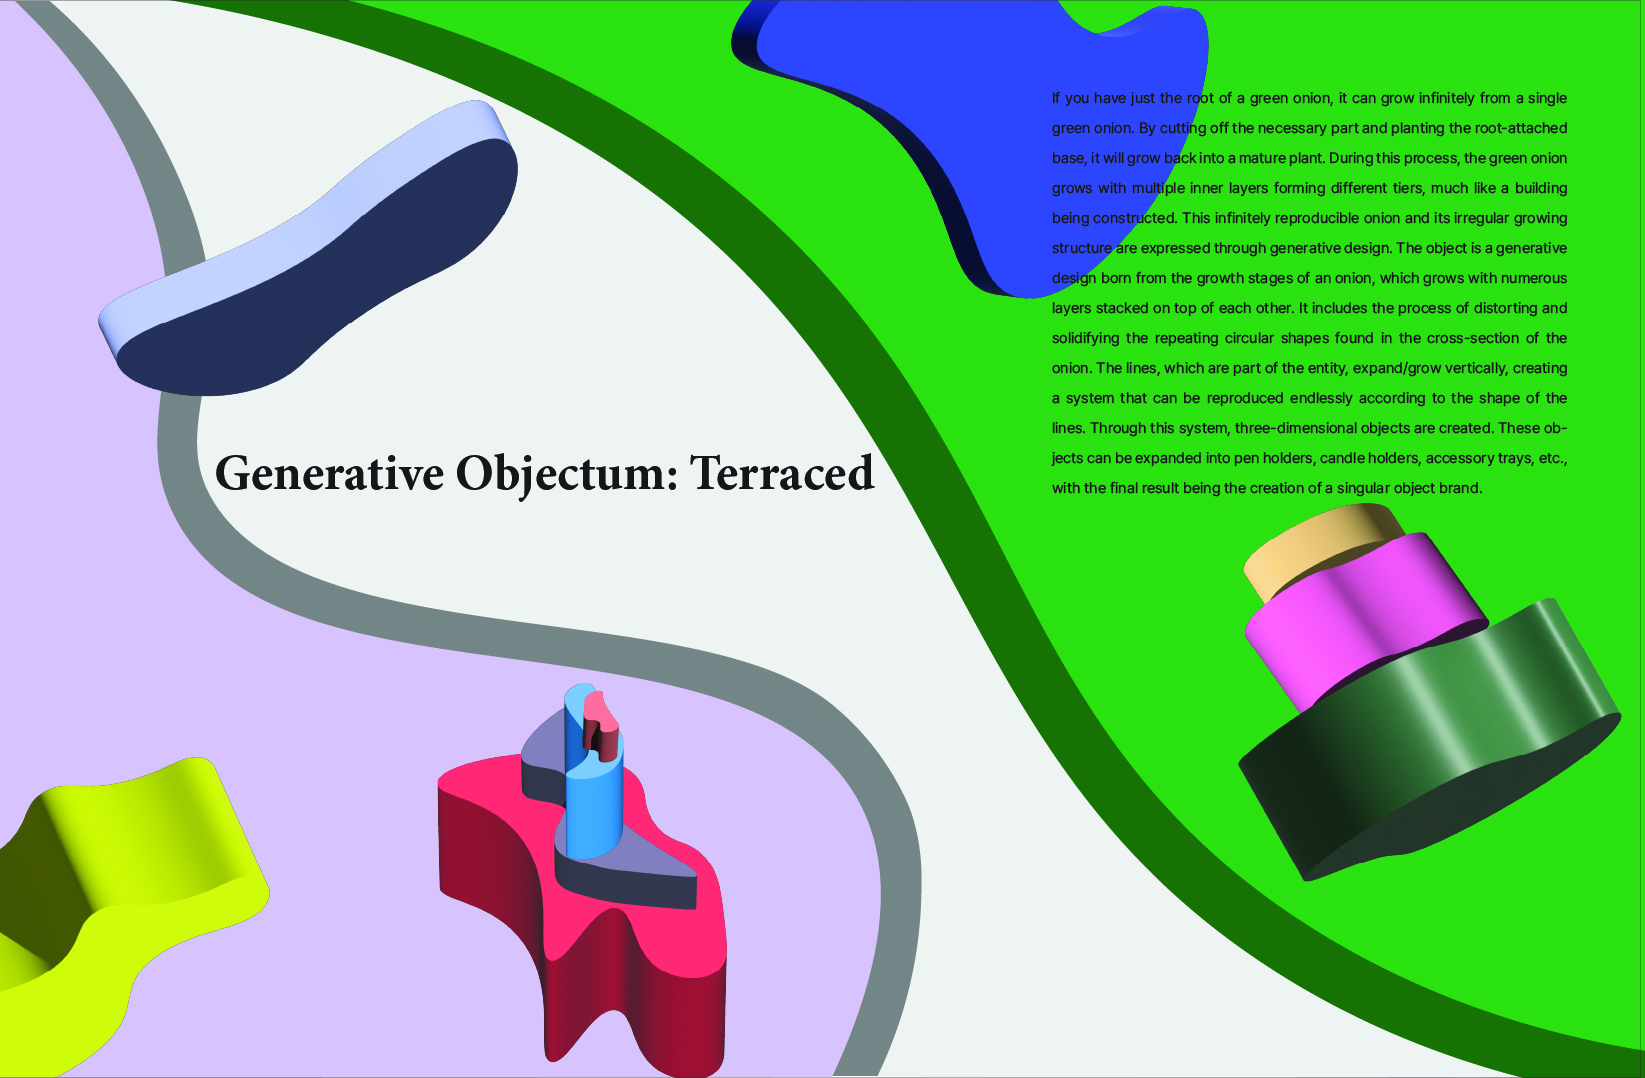 Generative Objectum: Terraced
If you have just the root of a green onion, it can grow infinitely from a single
green onion. By cutting off the necessary part and planting the root-attached
base, it will grow back into a mature plant. During this process, the green onion
grows with multiple inner layers forming different tiers, much like a building
being constructed. This infinitely reproducible onion and its irregular growing
structure are expressed through generative design. The object is a generative
design born from the growth stages of an onion, which grows with numerous
layers stacked on top of each other. It includes the process of distorting and
solidifying the repeating circular shapes found in the cross-section of the
onion. The lines, which are part of the entity, expand/grow vertically, creating
a system that can be reproduced endlessly according to the shape of the
lines. Through this system, three-dimensional objects are created. These ob-
jects can be expanded into pen holders, candle holders, accessory trays, etc.,
with the final result being the creation of a singular object brand.